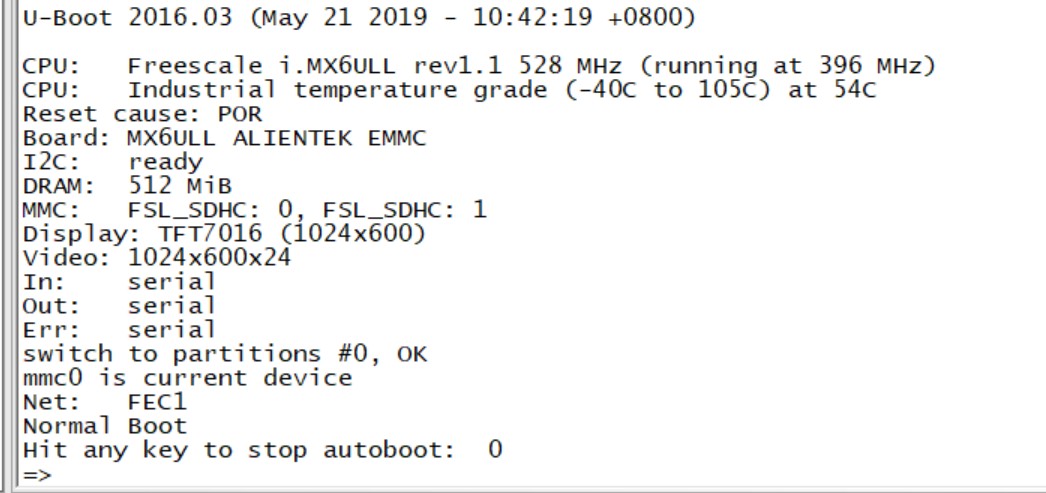 U-Boot 2016.03 (May 21 2019 - 10:42:19 +0800)
CPU:   Freescale i.MX6ULL rev1.1 528 MHz (running at 396 MHz)
CPU:   Industrial temperature grade (-40C to 105C) at 54C
Reset cause: POR
Board: MX6ULL ALIENTEK EMMC
I2C:   ready
DRAM:  512 MiB
MMC:   FSL_SDHC: 0, FSL_SDHC: 1
Display: TFT7016 (1024x600)
Video: 1024x600x24
In:    serial
Out:   serial
Err:   serial
switch to partitions #0, OK
mmc0 is current device
Net:   FEC1
Normal Boot
Hit any key to stop autoboot:  0
=>